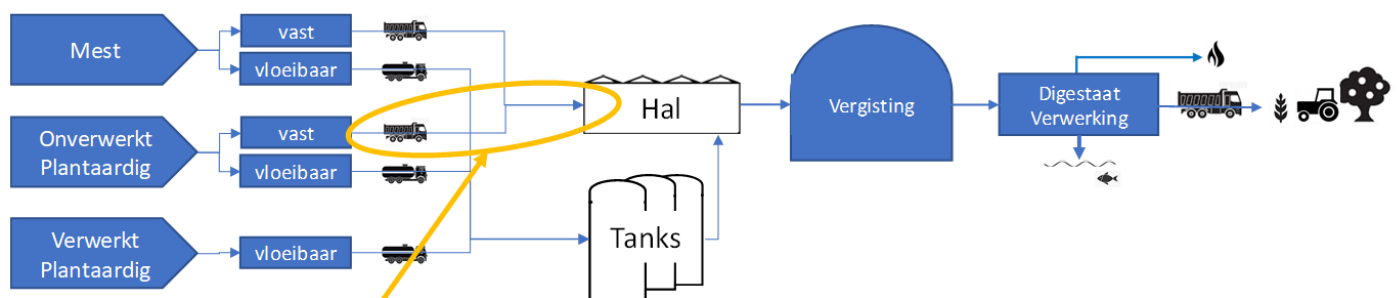 Mest
vast
vloeibaar
Onverwerkt
Plantaardig
vast
vloeibaar
Verwerkt
Plantaardig
vloeibaar
Hal
Tanks
Vergisting
Digestaat
Verwerking